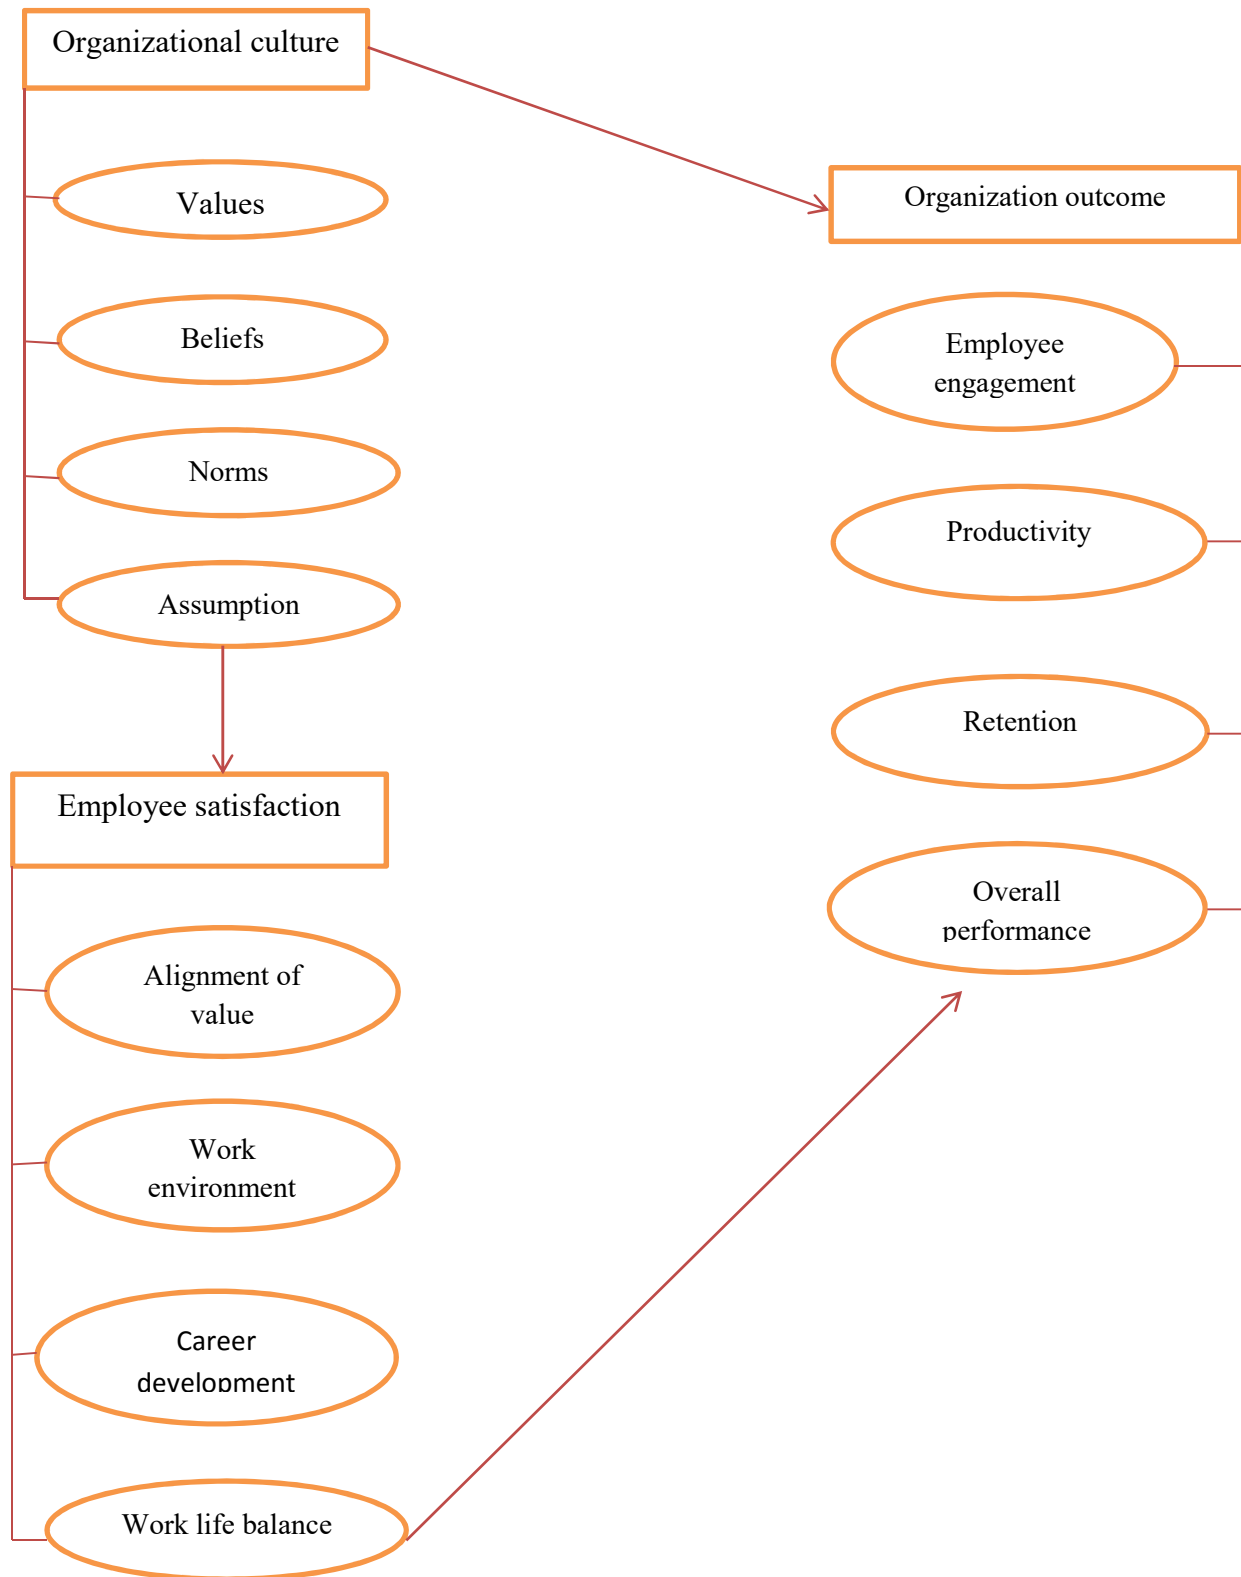 Organizational culture
Values
Beliefs
Norms
Assumption
Employee satisfaction
Alignment of
value
Work
environment
Career
development
Work life balance
Organization outcome
Employee
engagement
Productivity
Retention
Overall
performance